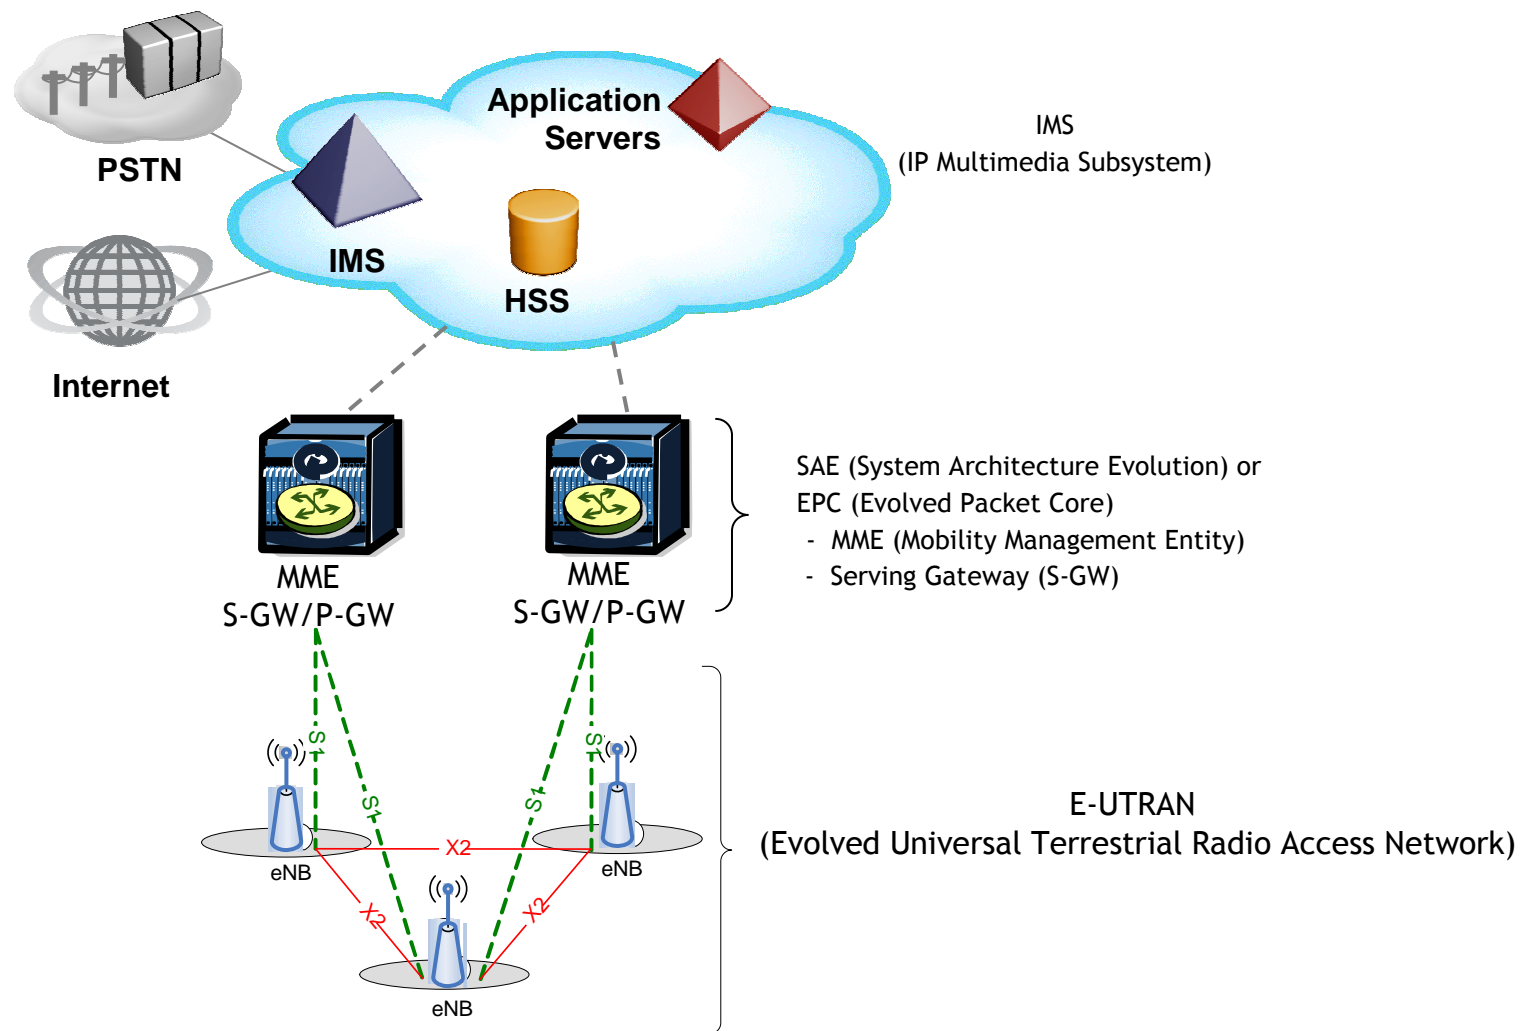 Application
Servers
IMS
(IP Multimedia Subsystem)
PSTN
IMS
HSS
Internet
SAE (System Architecture Evolution) or
EPC (Evolved Packet Core)
- MME (Mobility Management Entity)
- Serving Gateway (S-GW)
MME
S-GW/P-GW
MME
S-GW/P-GW
S1
S1
S1
S1
E-UTRAN
(Evolved Universal Terrestrial Radio Access Network)
X2
eNB
eNB
X2
X2
eNB